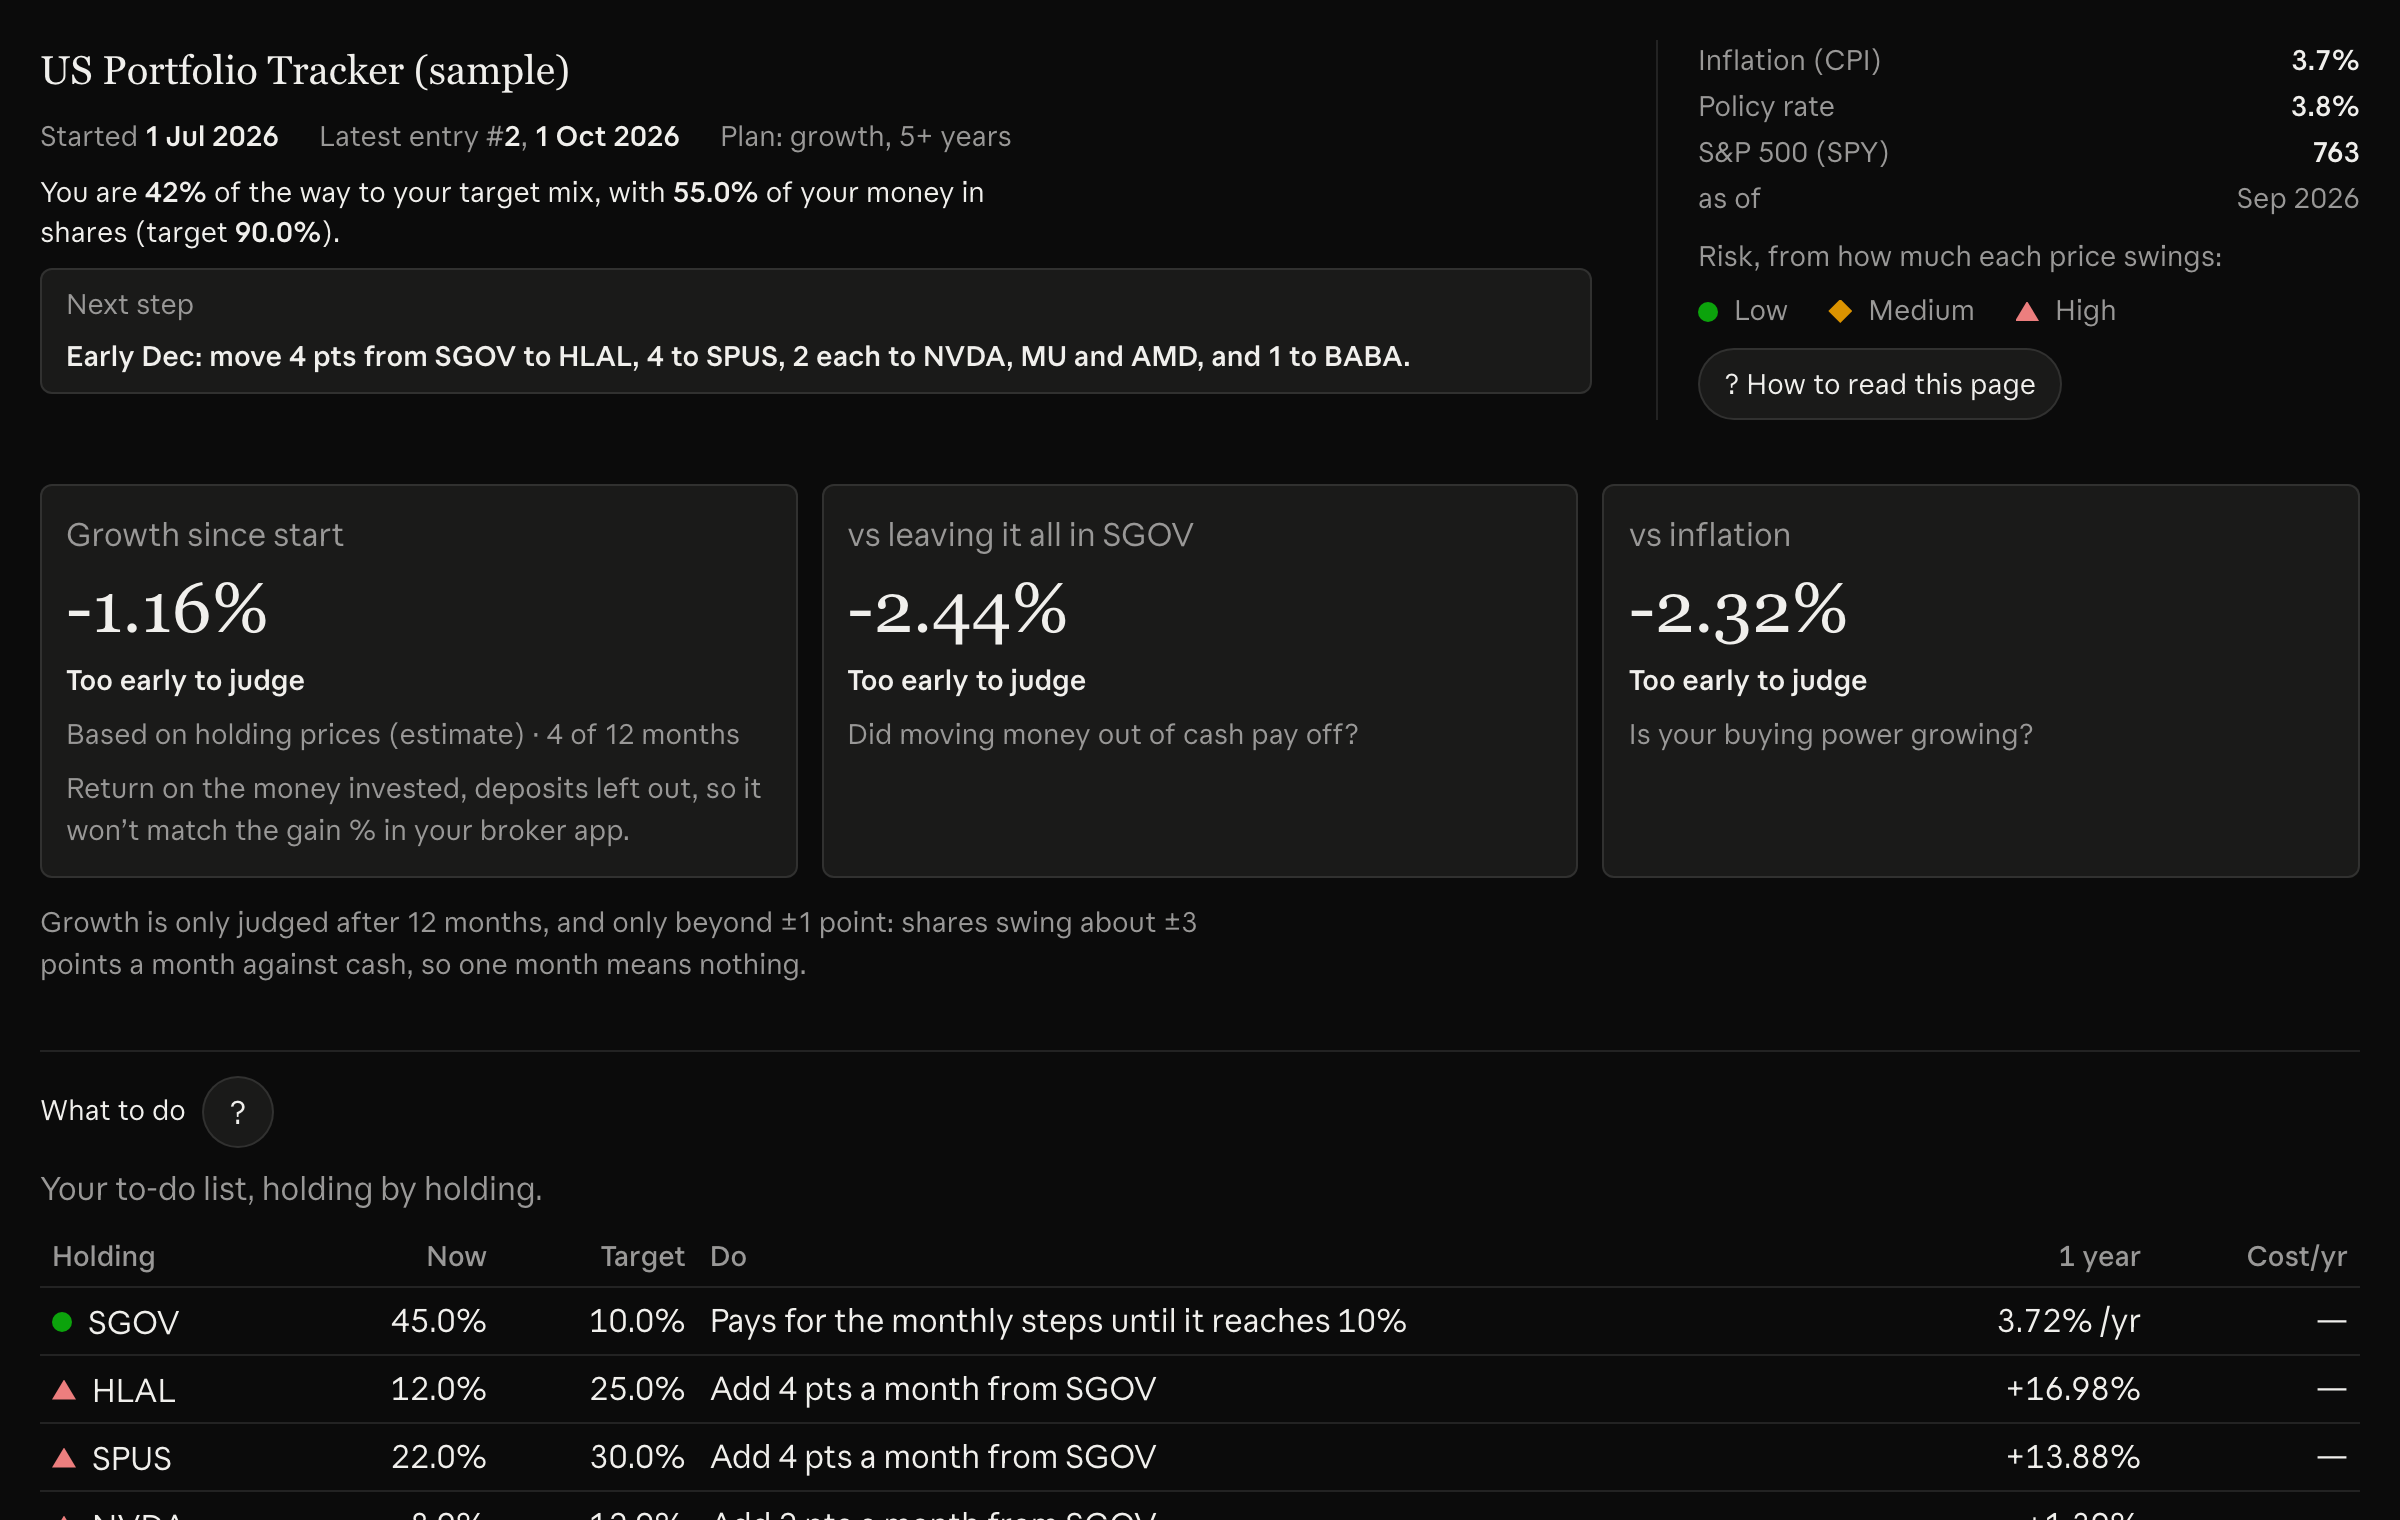 US Portfolio Tracker (sample)
Started 1 Jul 2026 Latest entry #2, 1 Oct 2026 Plan: growth, 5+ years
You are 42% of the way to your target mix, with 55.0% of your money in
shares (target 90.0%).
Next step
Early Dec: move 4 pts from SGOV to HLAL, 4 to SPUS, 2 each to NVDA, MU and AMD, and 1 to BABA.
Inflation (CPI) 3.7%
Policy rate 3.8%
S&P 500 (SPY) 763
as of Sep 2026
Risk, from how much each price swings:
Low Medium High
? How to read this page
Growth since start
-1.16%
Too early to judge
Based on holding prices (estimate) · 4 of 12 months
Return on the money invested, deposits left out, so it
won’t match the gain % in your broker app.
vs leaving it all in SGOV
-2.44%
Too early to judge
Did moving money out of cash pay off?
vs inflation
-2.32%
Too early to judge
Is your buying power growing?
Growth is only judged after 12 months, and only beyond ±1 point: shares swing about ±3
points a month against cash, so one month means nothing.
What to do ?
Your to-do list, holding by holding.
Holding Now Target Do 1 year Cost/yr
SGOV 45.0% 10.0% Pays for the monthly steps until it reaches 10% 3.72% /yr —
HLAL 12.0% 25.0% Add 4 pts a month from SGOV +16.98% —
SPUS 22.0% 30.0% Add 4 pts a month from SGOV +13.88% —